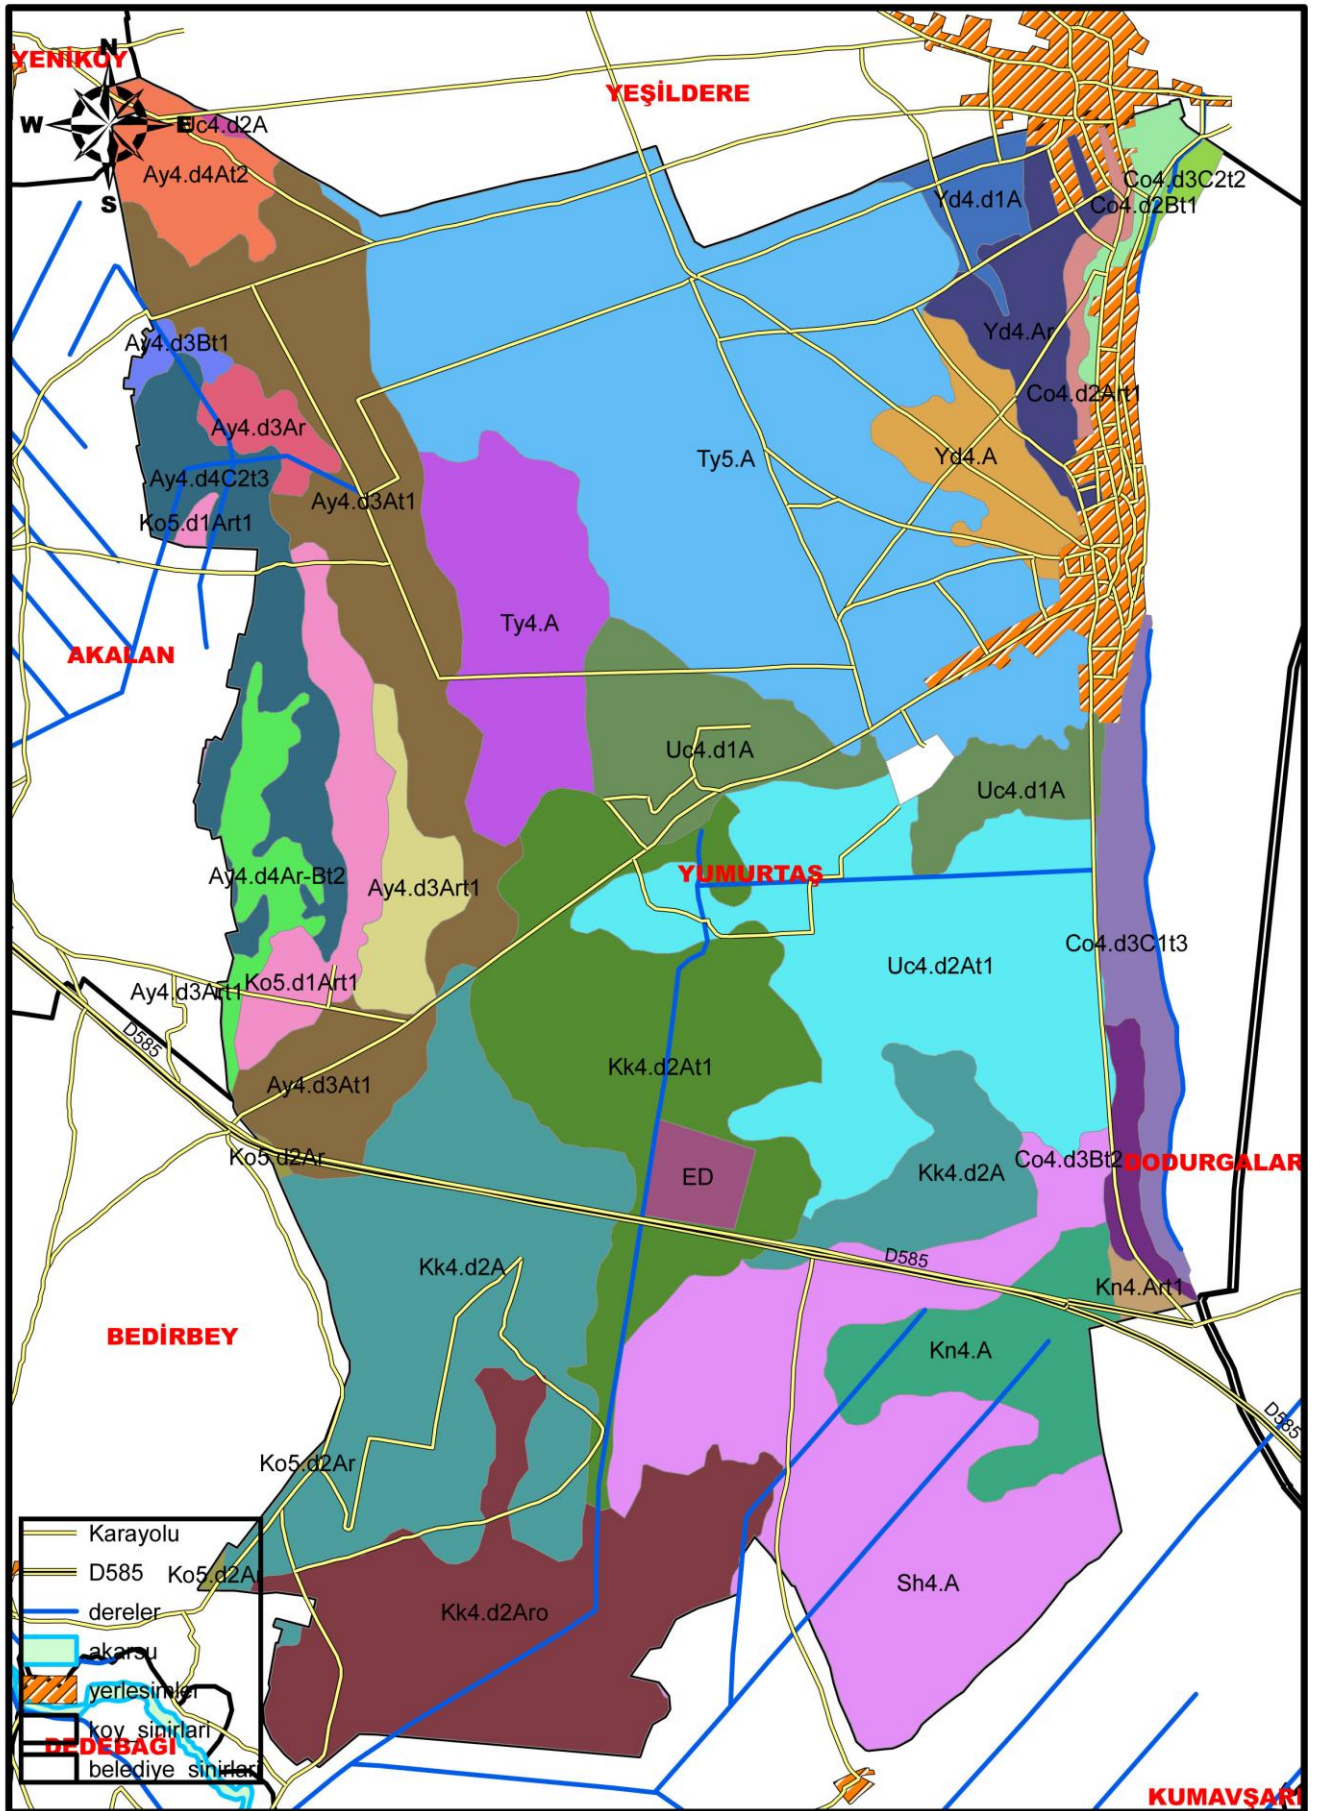 YENİKÖY
N
YEŞİLDERE
W
E
Uc4.d2A
Ay4.d4At2
S
Co4.d3C2t2
Yd4.d1A
Co4.d2Bt1
Ay4.d3Bt1
Yd4.Ar
Co4.d2Art1
Ay4.d3Ar
Yd4.A
Ty5.A
Ay4.d4C2t3
Ay4.d3At1
Ko5.d1Art1
Ty4.A
AKALAN
Uc4.d1A
Uc4.d1A
YUMURTAŞ
Ay4.d4Ar-Bt2
Ay4.d3Art1
Co4.d3C1t3
Uc4.d2At1
Ko5.d1Art1
Ay4.d3Art1
D585
Kk4.d2At1
Ay4.d3At1
Ko5.d2Ar
Co4.d3Bt2
DODURGALAR
Kk4.d2A
ED
D585
Kk4.d2A
Kn4.Art1
BEDİRBEY
Kn4.A
D585
Ko5.d2Ar
Karayolu
D585
Ko5.d2Ar
Sh4.A
dereler
Kk4.d2Aro
akarsu
yerlesimler
koy_sinirlari
DEDEBAĞI
belediye_sinirlari
KUMAVŞARI